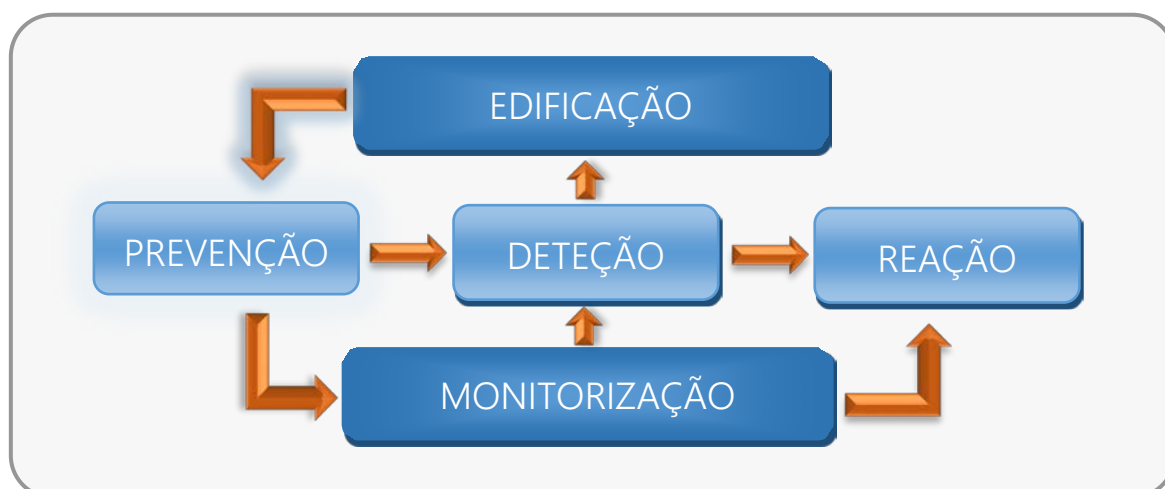 EDIFICAÇÃO
PREVENÇÃO
DETEÇÃO
REAÇÃO
MONITORIZAÇÃO